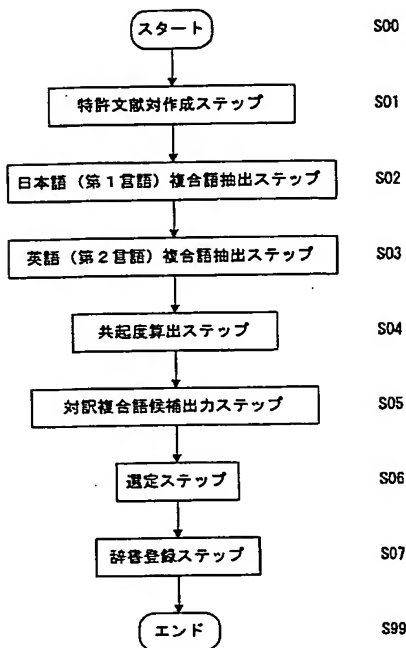 スタート S00
特許文献対作成ステップ S01
日本語（第1言語）複合語抽出ステップ S02
英語（第2言語）複合語抽出ステップ S03
共起度算出ステップ S04
対訳複合語候補出力ステップ S05
選定ステップ S06
辞書登録ステップ S07
エンド S99